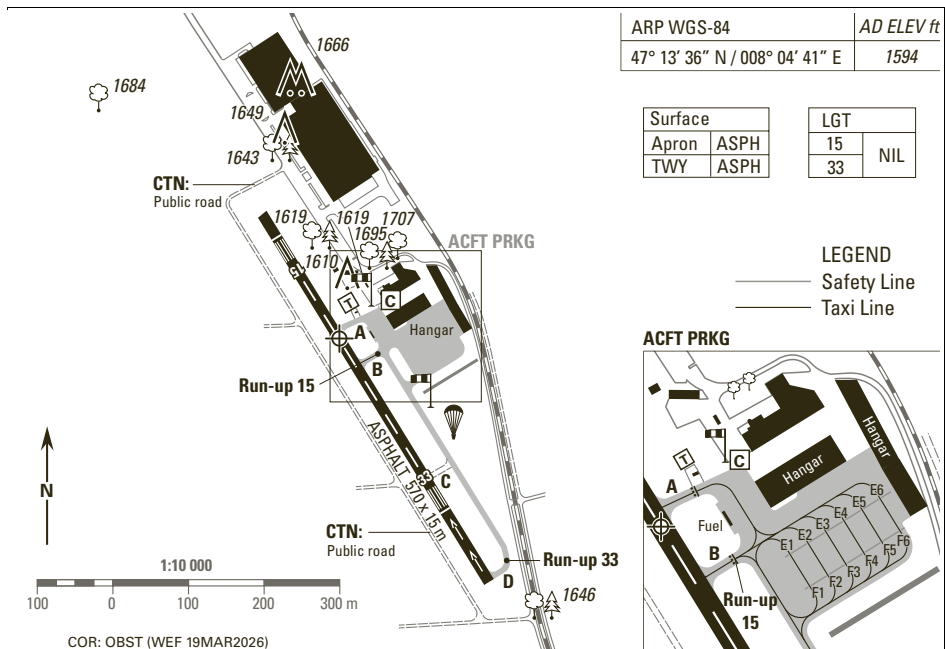 ARP WGS-84
AD ELEV ft
47° 13' 36" N / 008° 04' 41" E
1594
Surface
Apron ASPH
TWY ASPH
LGT
15
33
NIL
1666
1684
1649
1643
CTN:
Public road
1619
1619
1707
1695
1610
ACFT PRKG
15
T
C
A
Hangar
B
Run-up 15
ASPHALT 570 x 15 m
33
C
CTN:
Public road
Run-up 33
D
1646
N
1:10 000
100 0 100 200 300 m
COR: OBST (WEF 19MAR2026)
LEGEND
Safety Line
Taxi Line
ACFT PRKG
Hangar
T
C
Hangar
A
Fuel
B
E1
E2
E3
E4
E5
E6
F1
F2
F3
F4
F5
F6
Run-up
15